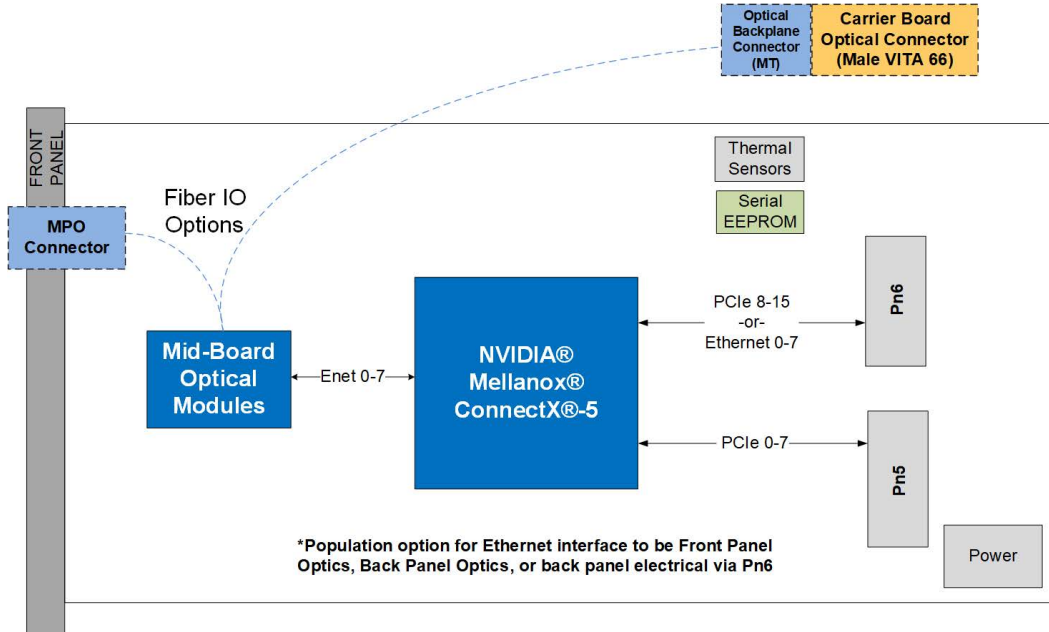 Optical
Backplane
Connector
(MT)
Carrier Board
Optical Connector
(Male VITA 66)
FRONT
PANEL
Thermal
Sensors
Serial
EEPROM
Fiber IO
Options
MPO
Connector
Pn6
PCIe 8-15
-or-
Ethernet 0-7
Mid-Board
Optical
Modules
Enet 0-7
NVIDIA®
Mellanox®
ConnectX®-5
PCIe 0-7
Pn5
*Population option for Ethernet interface to be Front Panel
Optics, Back Panel Optics, or back panel electrical via Pn6
Power